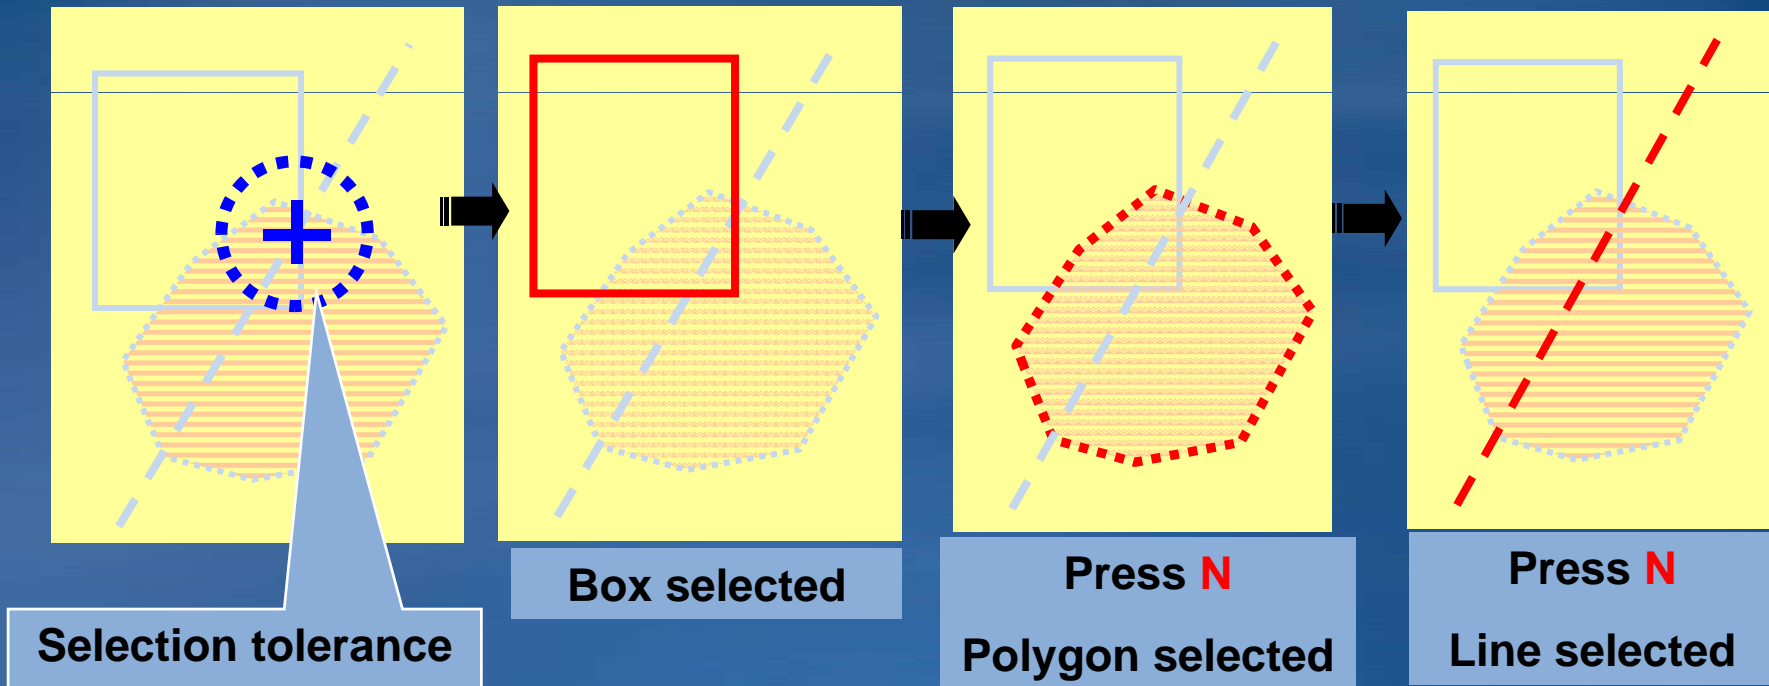 Selection tolerance
Box selected
Press N
Polygon selected
Press N
Line selected